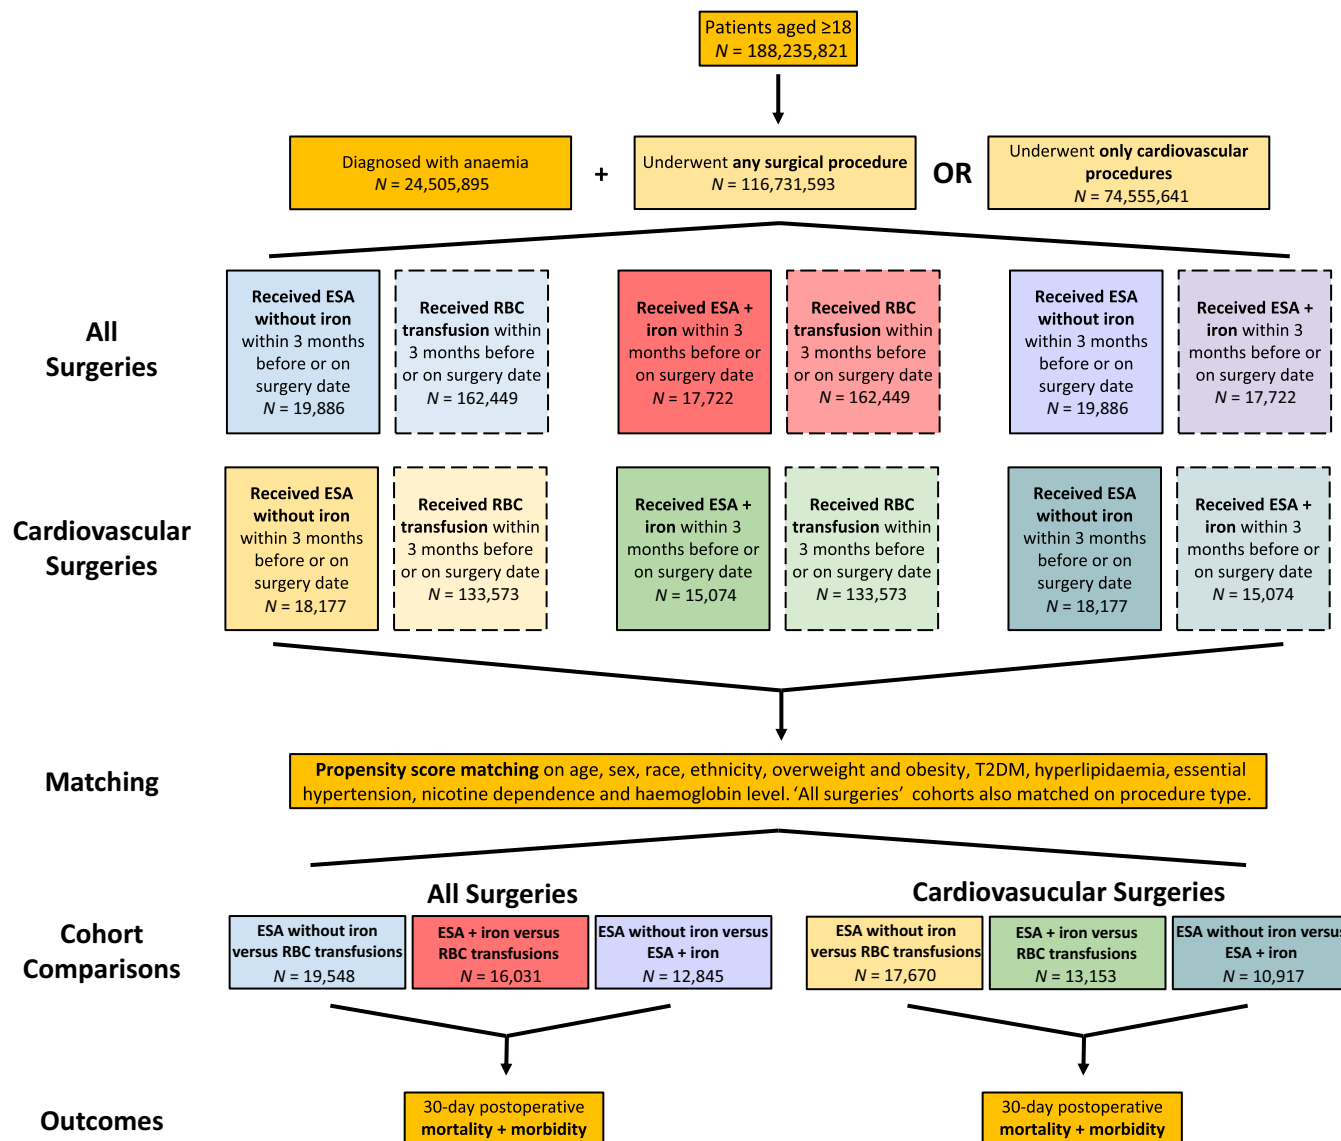 Patients aged ≥18
N = 188,235,821
Diagnosed with anaemia
N = 24,505,895
+
Underwent any surgical procedure
N = 116,731,593
OR
Underwent only cardiovascular
procedures
N = 74,555,641
All
Surgeries
Received ESA
without iron
within 3 months
before or on
surgery date
N = 19,886
Received RBC
transfusion within
3 months before
or on surgery date
N = 162,449
Received ESA +
iron within 3
months before or
on surgery date
N = 17,722
Received RBC
transfusion within
3 months before
or on surgery date
N = 162,449
Received ESA
without iron
within 3 months
before or on
surgery date
N = 19,886
Received ESA +
iron within 3
months before or
on surgery date
N = 17,722
Cardiovascular
Surgeries
Received ESA
without iron
within 3 months
before or on
surgery date
N = 18,177
Received RBC
transfusion within
3 months before
or on surgery date
N = 133,573
Received ESA +
iron within 3
months before or
on surgery date
N = 15,074
Received RBC
transfusion within
3 months before
or on surgery date
N = 133,573
Received ESA
without iron
within 3 months
before or on
surgery date
N = 18,177
Received ESA +
iron within 3
months before or
on surgery date
N = 15,074
Matching
Propensity score matching on age, sex, race, ethnicity, overweight and obesity, T2DM, hyperlipidaemia, essential
hypertension, nicotine dependence and haemoglobin level. ‘All surgeries’ cohorts also matched on procedure type.
All Surgeries
Cardiovasucular Surgeries
Cohort
Comparisons
ESA without iron
versus RBC transfusions
N = 19,548
ESA + iron versus
RBC transfusions
N = 16,031
ESA without iron versus
ESA + iron
N = 12,845
ESA without iron
versus RBC transfusions
N = 17,670
ESA + iron versus
RBC transfusions
N = 13,153
ESA without iron versus
ESA + iron
N = 10,917
Outcomes
30-day postoperative
mortality + morbidity
30-day postoperative
mortality + morbidity